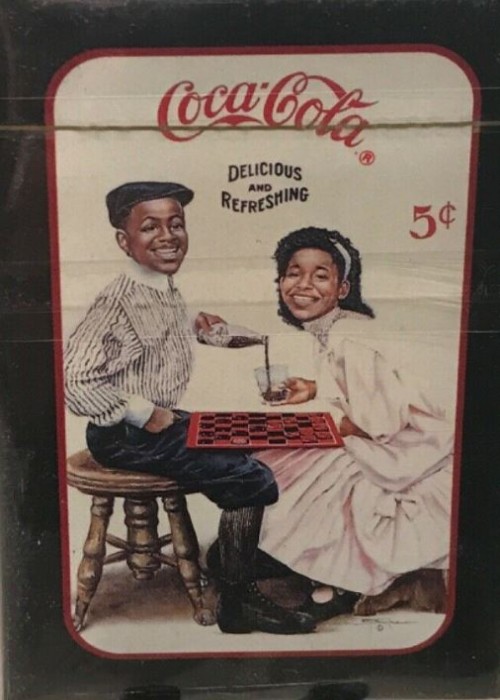 Coca-Cola
®
DELICIOUS
AND
REFRESHING
5¢
©